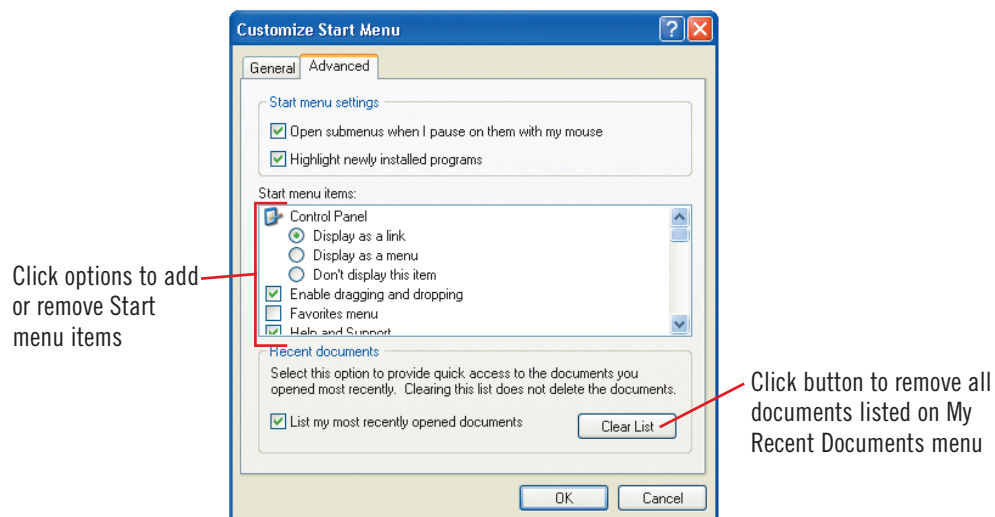 Customize Start Menu
General
Advanced
Start menu settings
Open submenus when I pause on them with my mouse
Highlight newly installed programs
Start menu items:
Control Panel
Display as a link
Display as a menu
Don't display this item
Enable dragging and dropping
Favorites menu
Help and Support
Click options to add
or remove Start
menu items
Recent documents
Select this option to provide quick access to the documents you
opened most recently. Clearing this list does not delete the documents.
List my most recently opened documents
Clear List
Click button to remove all
documents listed on My
Recent Documents menu
OK
Cancel